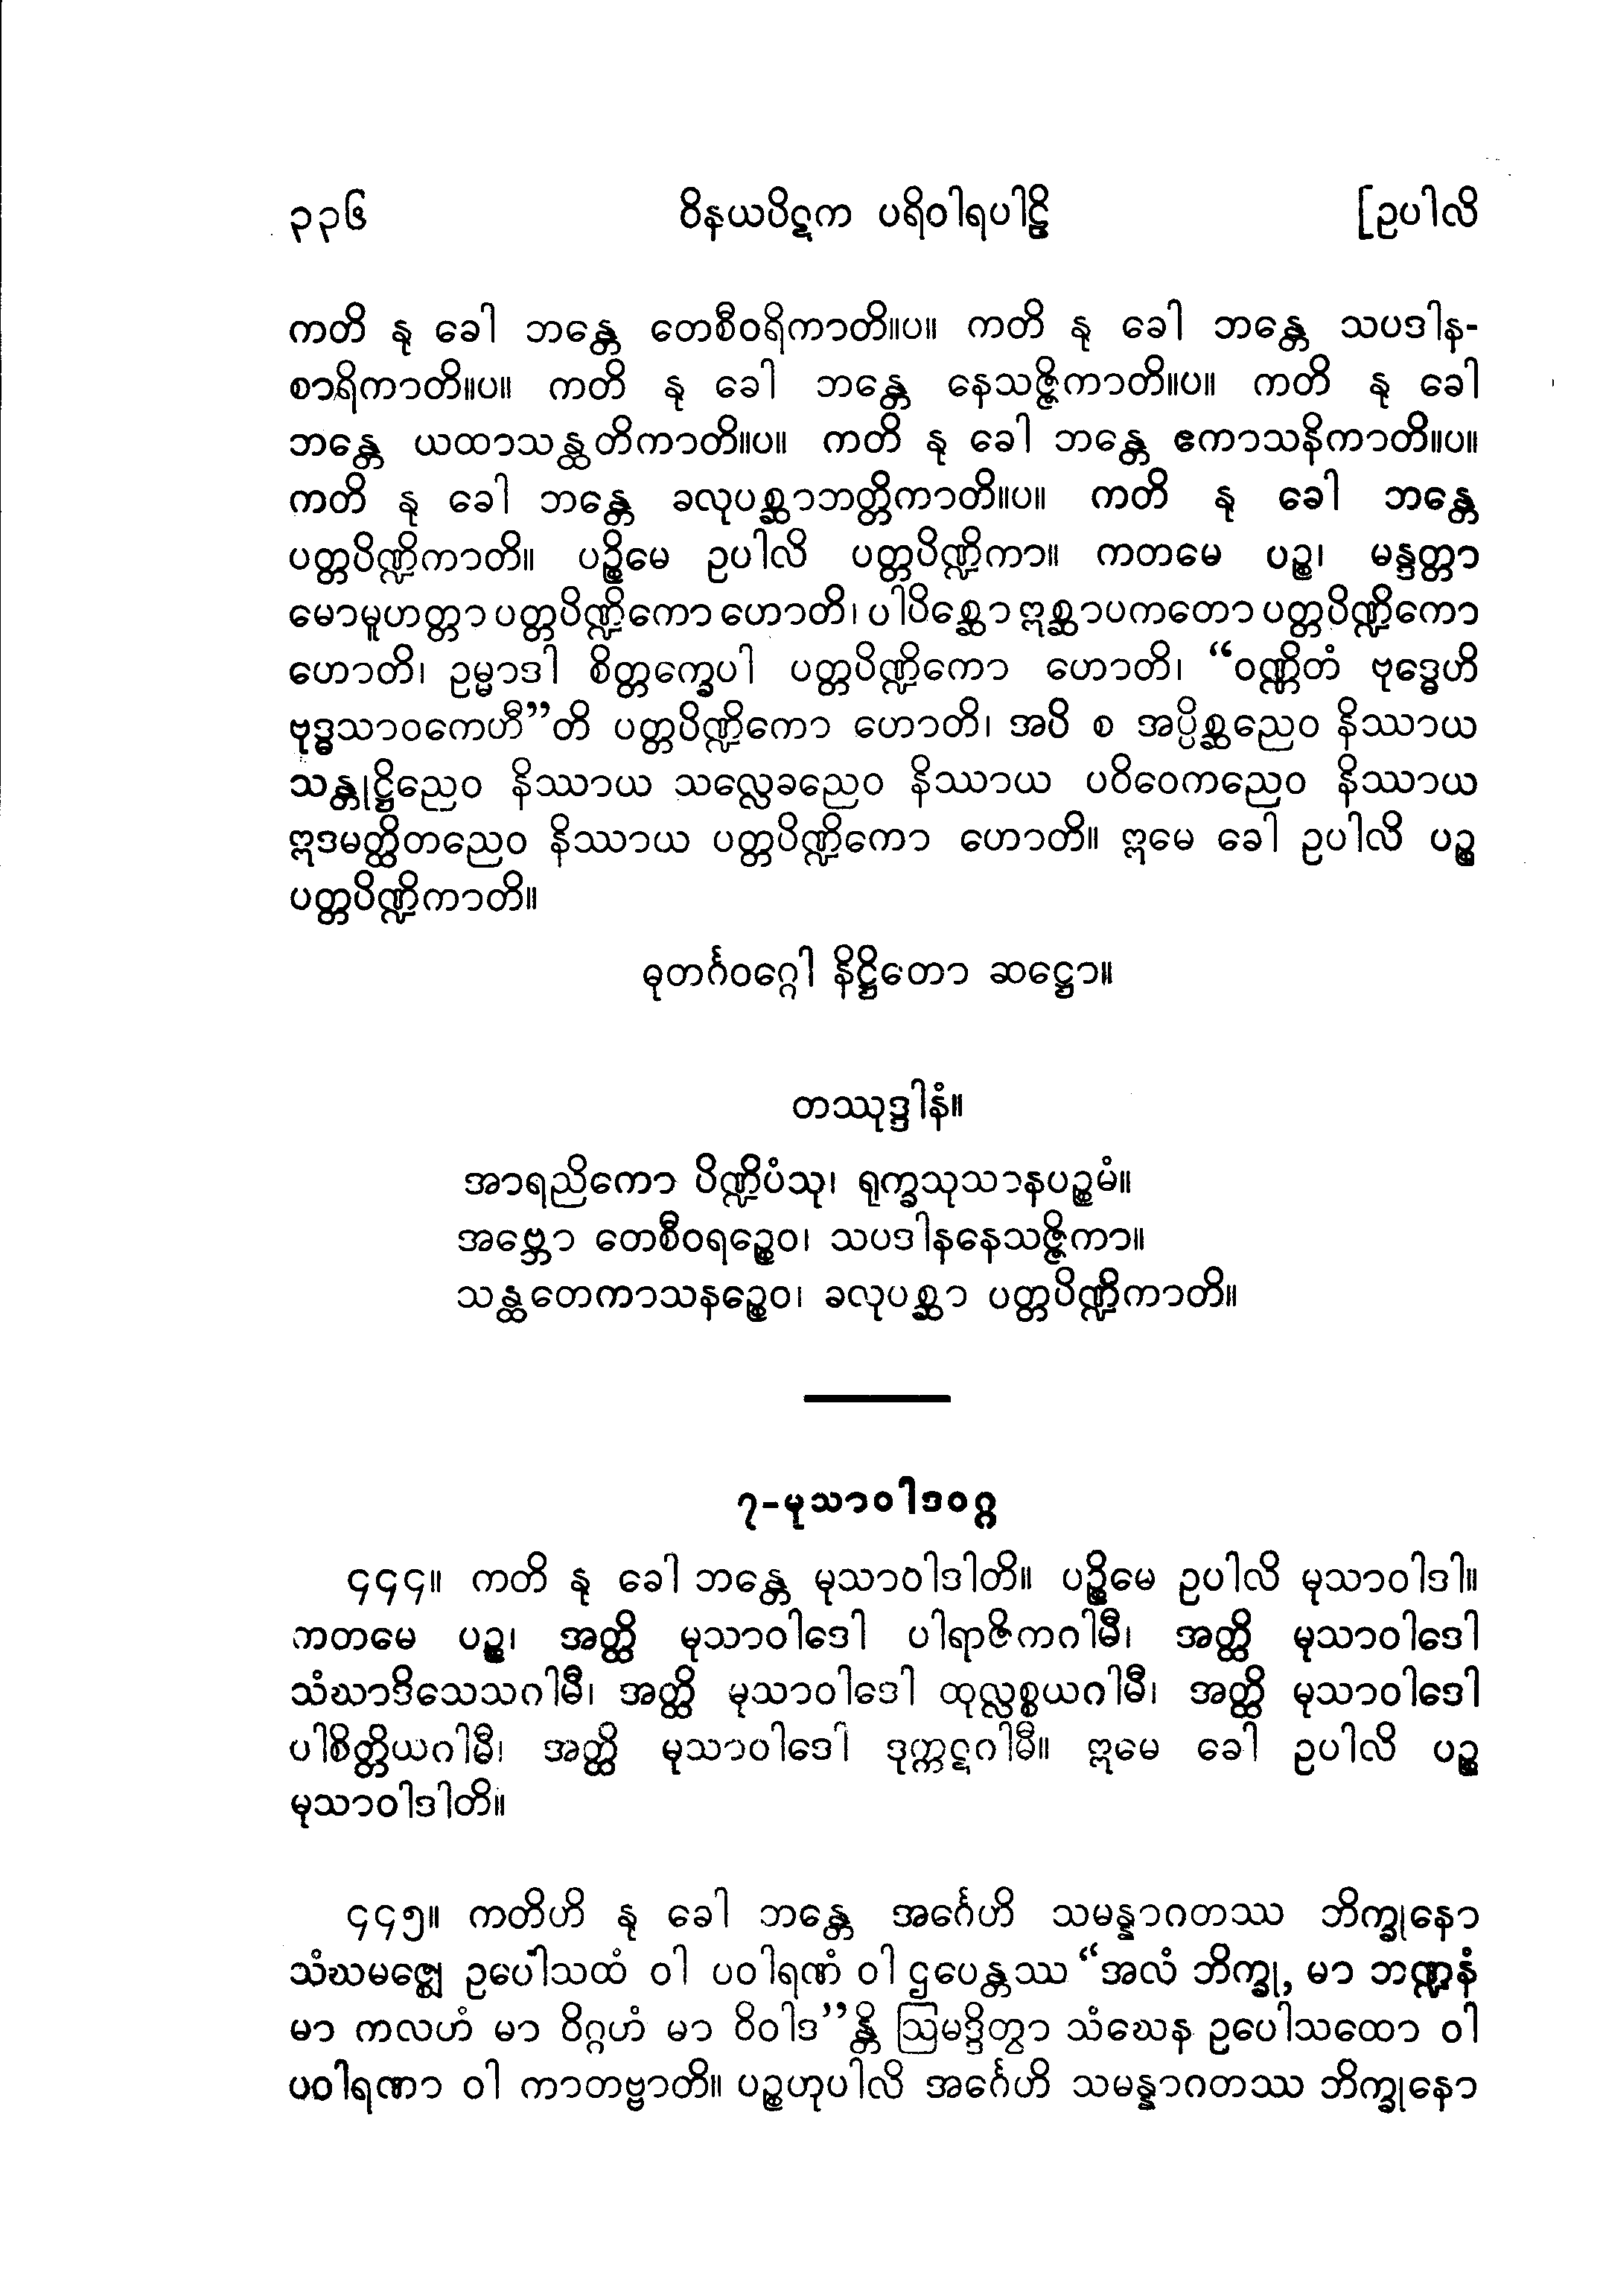 ၃၃၆ ဝိနယပိဋက ပရိဝါရပါဠိ [ဥပါလိ
ကတိ နု ခေါ ဘန္တေ တေစီဝရိကာတိ။ပ။ ကတိ နု ခေါ ဘန္တေ သပဒါန-
စာရိကာတိ။ပ။ ကတိ နု ခေါ ဘန္တေ နေသဇ္ဇိကာတိ။ပ။ ကတိ နု ခေါ
ဘန္တေ ယထာသန္ထတိကာတိ။ပ။ ကတိ နု ခေါ ဘန္တေ ဧကာသနိကာတိ။ပ။
ကတိ နု ခေါ ဘန္တေ ခလုပစ္ဆာဘတ္တိကာတိ။ပ။ ကတိ နု ခေါ ဘန္တေ
ပတ္တပိဏ္ဍိကာတိ။ ပဉ္စိမေ ဥပါလိ ပတ္တပိဏ္ဍိကာ။ ကတမေ ပဉ္စ၊ မန္ဒတ္တာ
မောမူဟတ္တာ ပတ္တပိဏ္ဍိကော ဟောတိ၊ ပါပိစ္ဆော ဣစ္ဆာပကတော ပတ္တပိဏ္ဍိကော
ဟောတိ၊ ဥမ္မာဒါ စိတ္တက္ခေပါ ပတ္တပိဏ္ဍိကော ဟောတိ၊ “ဝဏ္ဏိတံ ဗုဒ္ဓေဟိ
ဗုဒ္ဓသာဝကေဟီ”တိ ပတ္တပိဏ္ဍိကော ဟောတိ၊ အပိ စ အပ္ပိစ္ဆညေဝ နိဿာယ
သန္တုဋ္ဌိညေဝ နိဿာယ သလ္လေခညေဝ နိဿာယ ပဝိဝေကညေဝ နိဿာယ
ဣဒမတ္ထိတညေဝ နိဿာယ ပတ္တပိဏ္ဍိကော ဟောတိ။ ဣမေ ခေါ ဥပါလိ ပဉ္စ
ပတ္တပိဏ္ဍိကာတိ။
ဓုတင်္ဂဝဂ္ဂေါ နိဋ္ဌိတော ဆဋ္ဌော။
တဿုဒ္ဒါနံ။
အာရညိကော ပိဏ္ဍိပံသု၊ ရုက္ခသုသာနပဉ္စမံ။
အဗ္ဘော တေစီဝရဉ္စေဝ၊ သပဒါနနေသဇ္ဇိကာ။
သန္ထတေကာသနဉ္စေဝ၊ ခလုပစ္ဆာ ပတ္တပိဏ္ဍိကာတိ။
၇-မုသာဝါဒဝဂ္ဂ
၄၄၄။ ကတိ နု ခေါ ဘန္တေ မုသာဝါဒါတိ။ ပဉ္စိမေ ဥပါလိ မုသာဝါဒါ။
ကတမေ ပဉ္စ၊ အတ္ထိ မုသာဝါဒေါ ပါရာဇိကဂါမီ၊ အတ္ထိ မုသာဝါဒေါ
သံဃာဒိသေသဂါမီ၊ အတ္ထိ မုသာဝါဒေါ ထုလ္လစ္စယဂါမီ၊ အတ္ထိ မုသာဝါဒေါ
ပါစိတ္တိယဂါမီ၊ အတ္ထိ မုသာဝါဒေါ ဒုက္ကဋဂါမီ။ ဣမေ ခေါ ဥပါလိ ပဉ္စ
မုသာဝါဒါတိ။
၄၄၅။ ကတိဟိ နု ခေါ ဘန္တေ အင်္ဂေဟိ သမန္နာဂတဿ ဘိက္ခုနော
သံဃမဇ္ဈေ ဥပေါသထံ ဝါ ပဝါရဏံ ဝါ ဌပေန္တဿ “အလံ ဘိက္ခု, မာ ဘဏ္ဍနံ
မာ ကလဟံ မာ ဝိဂ္ဂဟံ မာ ဝိဝါဒ”န္တိ ဩမဒ္ဒိတွာ သံဃေန ဥပေါသထော ဝါ
ပဝါရဏာ ဝါ ကာတဗ္ဗာတိ။ ပဉ္စဟုပါလိ အင်္ဂေဟိ သမန္နာဂတဿ ဘိက္ခုနော